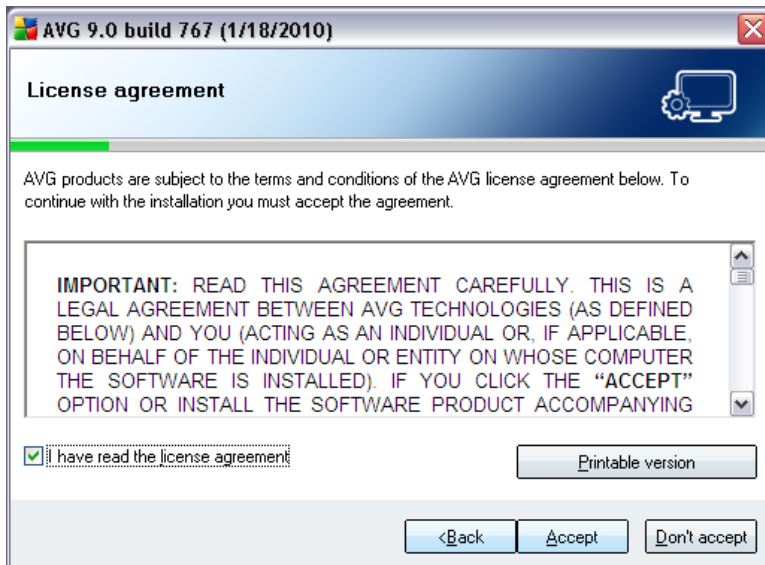 AVG 9.0 build 767 (1/18/2010)
License agreement
AVG products are subject to the terms and conditions of the AVG license agreement below. To
continue with the installation you must accept the agreement.
IMPORTANT: READ THIS AGREEMENT CAREFULLY. THIS IS A
LEGAL AGREEMENT BETWEEN AVG TECHNOLOGIES (AS DEFINED
BELOW) AND YOU (ACTING AS AN INDIVIDUAL OR, IF APPLICABLE,
ON BEHALF OF THE INDIVIDUAL OR ENTITY ON WHOSE COMPUTER
THE SOFTWARE IS INSTALLED). IF YOU CLICK THE “ACCEPT”
OPTION OR INSTALL THE SOFTWARE PRODUCT ACCOMPANYING
I have read the license agreement
Printable version
<Back
Accept
Don't accept